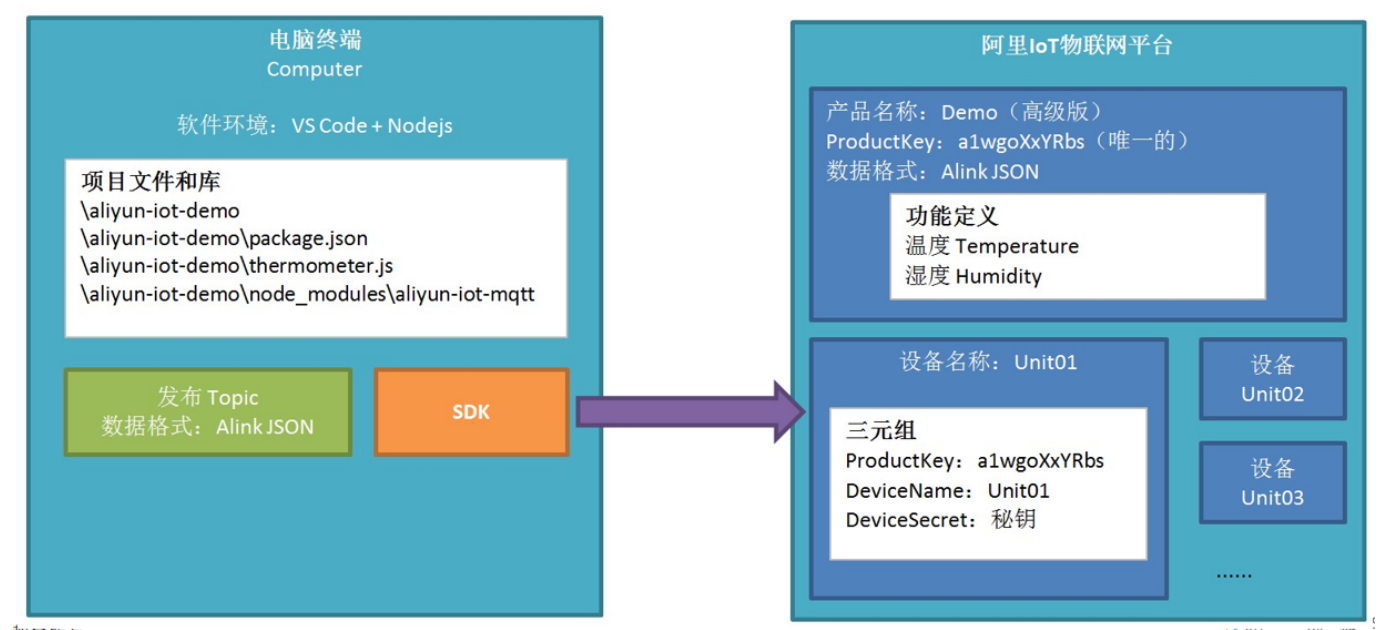 电脑终端
Computer
软件环境：VS Code + Nodejs
项目文件和库
\aliyun-iot-demo
\aliyun-iot-demo\package.json
\aliyun-iot-demo\thermometer.js
\aliyun-iot-demo\node_modules\aliyun-iot-mqtt
发布 Topic
数据格式：Alink JSON
SDK
阿里IoT物联网平台
产品名称：Demo（高级版）
ProductKey：a1wgoXxYRbs（唯一的）
数据格式：Alink JSON
功能定义
温度 Temperature
湿度 Humidity
设备名称：Unit01
三元组
ProductKey：a1wgoXxYRbs
DeviceName：Unit01
DeviceSecret：秘钥
设备
Unit02
设备
Unit03
……